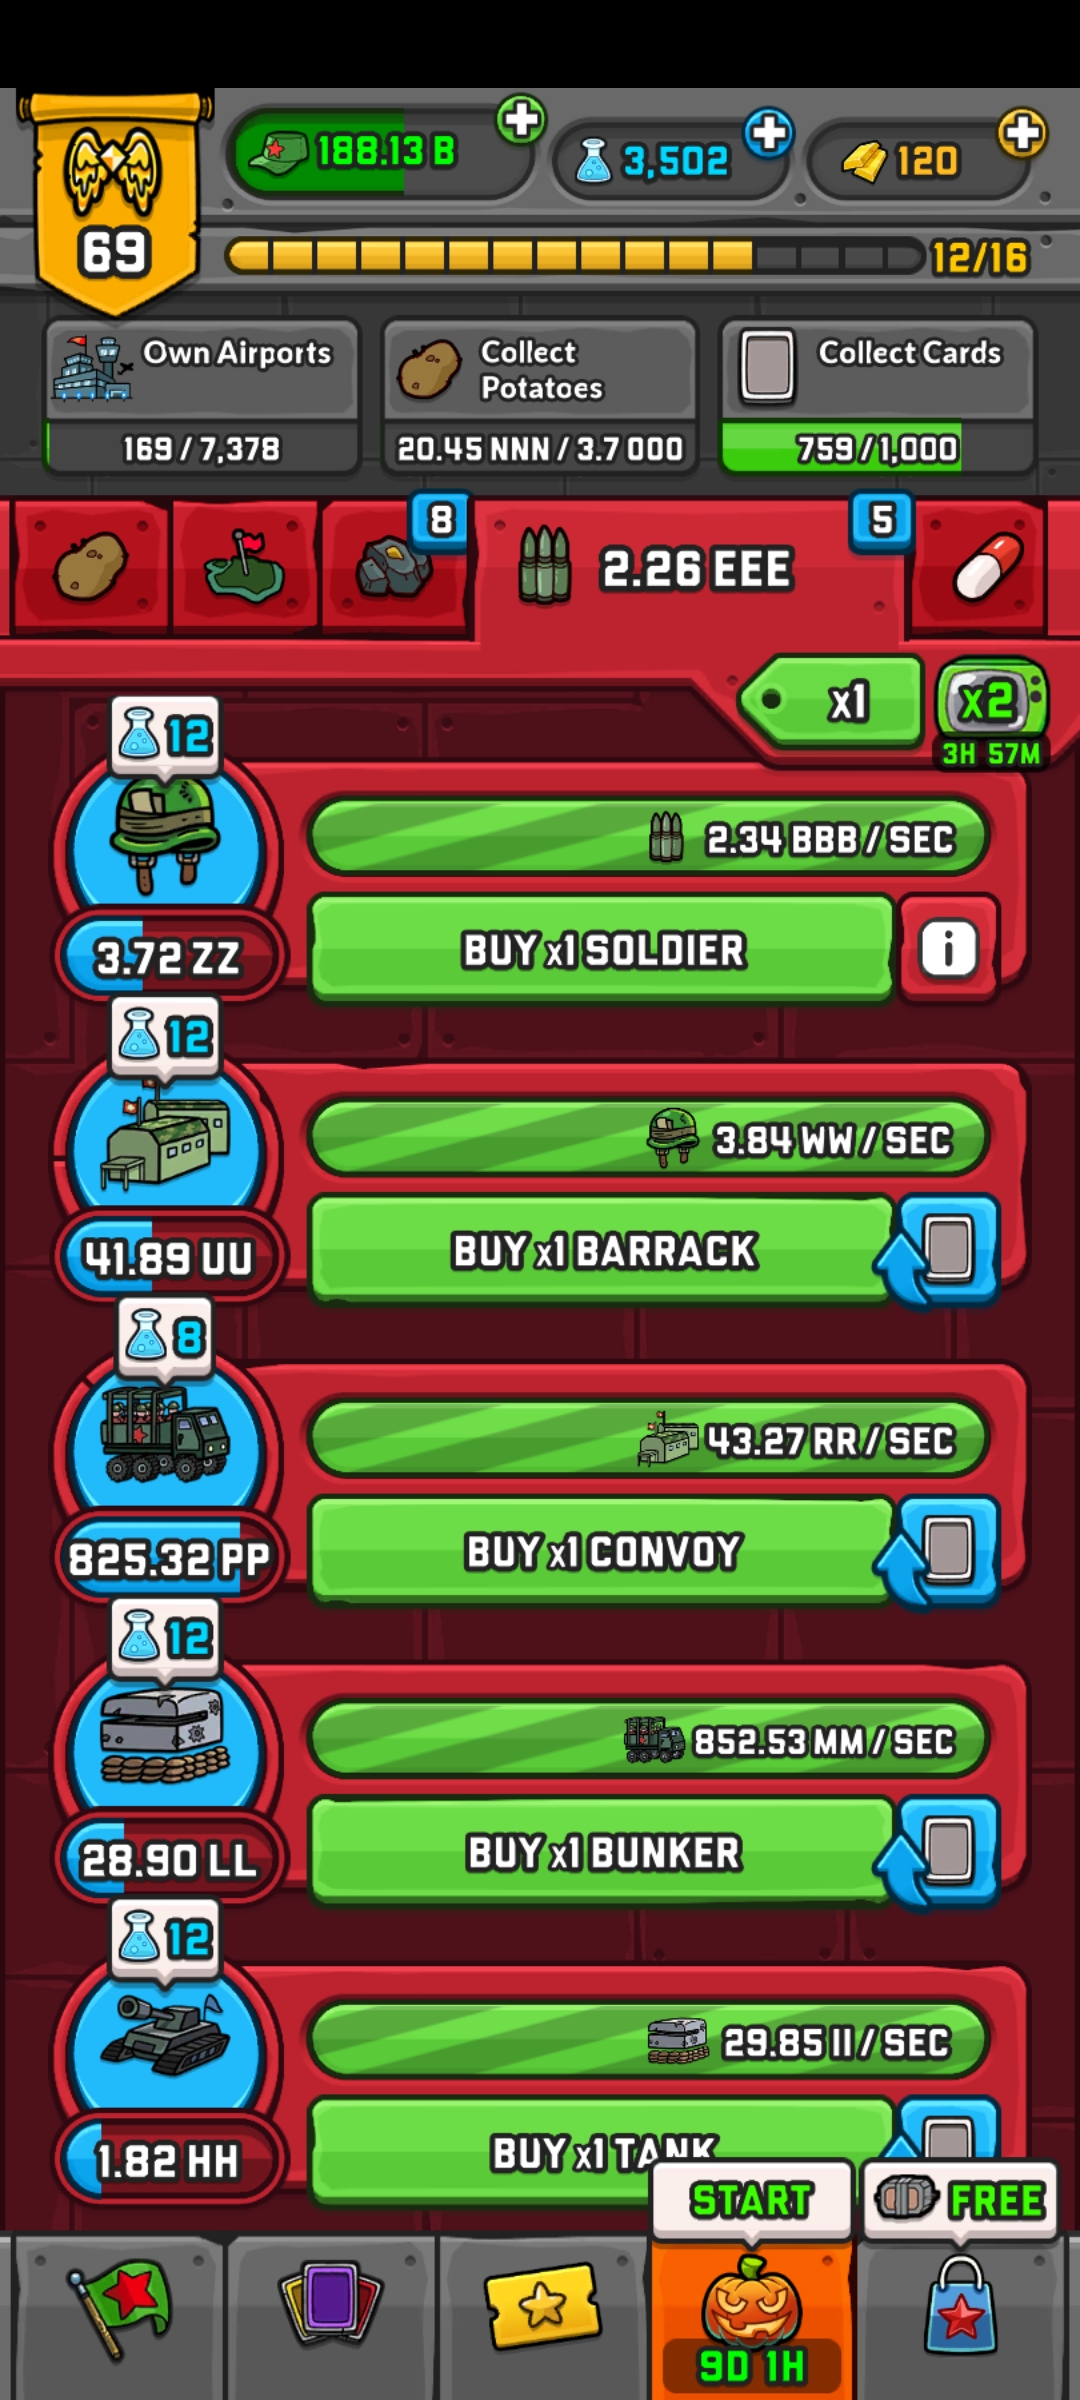 188.13 B
3,502
120
69
12/16
Own Airports
169 / 7,378
Collect
Potatoes
20.45 NNN / 3.7 OOO
Collect Cards
759 / 1,000
8
2.26 EEE
5
x1
x2
3H 57M
12
2.34 BBB / SEC
3.72 ZZ
BUY x1 SOLDIER
i
12
3.84 WW / SEC
41.89 UU
BUY x1 BARRACK
8
43.27 RR / SEC
825.32 PP
BUY x1 CONVOY
12
852.53 MM / SEC
28.90 LL
BUY x1 BUNKER
12
29.85 II / SEC
1.82 HH
BUY x1 TANK
START
FREE
9D 1H